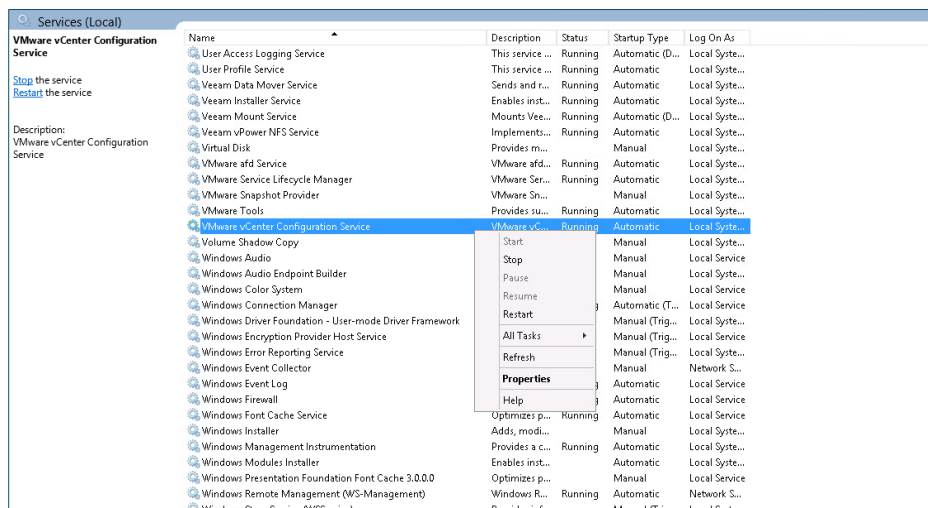 Services (Local)
VMware vCenter Configuration
Service
Stop the service
Restart the service
Description:
VMware vCenter Configuration
Service
Name Description Status Startup Type Log On As
User Access Logging Service This service ... Running Automatic (D... Local Syste...
User Profile Service This service ... Running Automatic Local Syste...
Veeam Data Mover Service Sends and r... Running Automatic Local Syste...
Veeam Installer Service Enables inst... Running Automatic Local Syste...
Veeam Mount Service Mounts Vee... Running Automatic (D... Local Syste...
Veeam vPower NFS Service Implements... Running Automatic Local Syste...
Virtual Disk Provides m... Manual Local Syste...
VMware afd Service VMware afd... Running Automatic Local Syste...
VMware Service Lifecycle Manager VMware Ser... Running Automatic Local Syste...
VMware Snapshot Provider VMware Sn... Manual Local Syste...
VMware Tools Provides su... Running Automatic Local Syste...
VMware vCenter Configuration Service VMware vC... Running Automatic Local Syste...
Volume Shadow Copy Start Manual Local Syste...
Windows Audio Stop Manual Local Service
Windows Audio Endpoint Builder Pause Manual Local Syste...
Windows Color System Resume Manual Local Service
Windows Connection Manager Restart Automatic (T... Local Service
Windows Driver Foundation - User-mode Driver Framework Manual (Trig... Local Syste...
Windows Encryption Provider Host Service All Tasks Manual (Trig... Local Service
Windows Error Reporting Service Refresh Manual (Trig... Local Syste...
Windows Event Collector Manual Network S...
Windows Event Log Properties Automatic Local Service
Windows Firewall Help Automatic Local Service
Windows Font Cache Service Optimizes p... Running Automatic Local Service
Windows Installer Adds, modi... Manual Local Syste...
Windows Management Instrumentation Provides a c... Running Automatic Local Syste...
Windows Modules Installer Enables inst... Automatic Local Syste...
Windows Presentation Foundation Font Cache 3.0.0.0 Optimizes p... Manual Local Service
Windows Remote Management (WS-Management) Windows R... Running Automatic Network S...